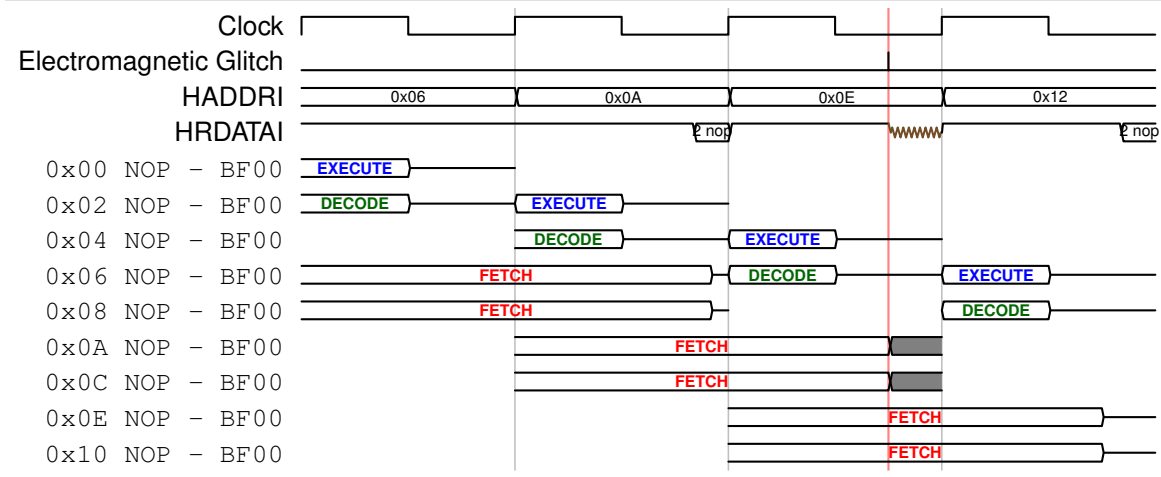 Clock
Electromagnetic Glitch
HADDRI 0x06 0x0A 0x0E 0x12
HRDATAI 2 nop 2 nop
0x00 NOP - BF00 EXECUTE
0x02 NOP - BF00 DECODE EXECUTE
0x04 NOP - BF00 DECODE EXECUTE
0x06 NOP - BF00 FETCH DECODE EXECUTE
0x08 NOP - BF00 FETCH DECODE
0x0A NOP - BF00 FETCH
0x0C NOP - BF00 FETCH
0x0E NOP - BF00 FETCH
0x10 NOP - BF00 FETCH